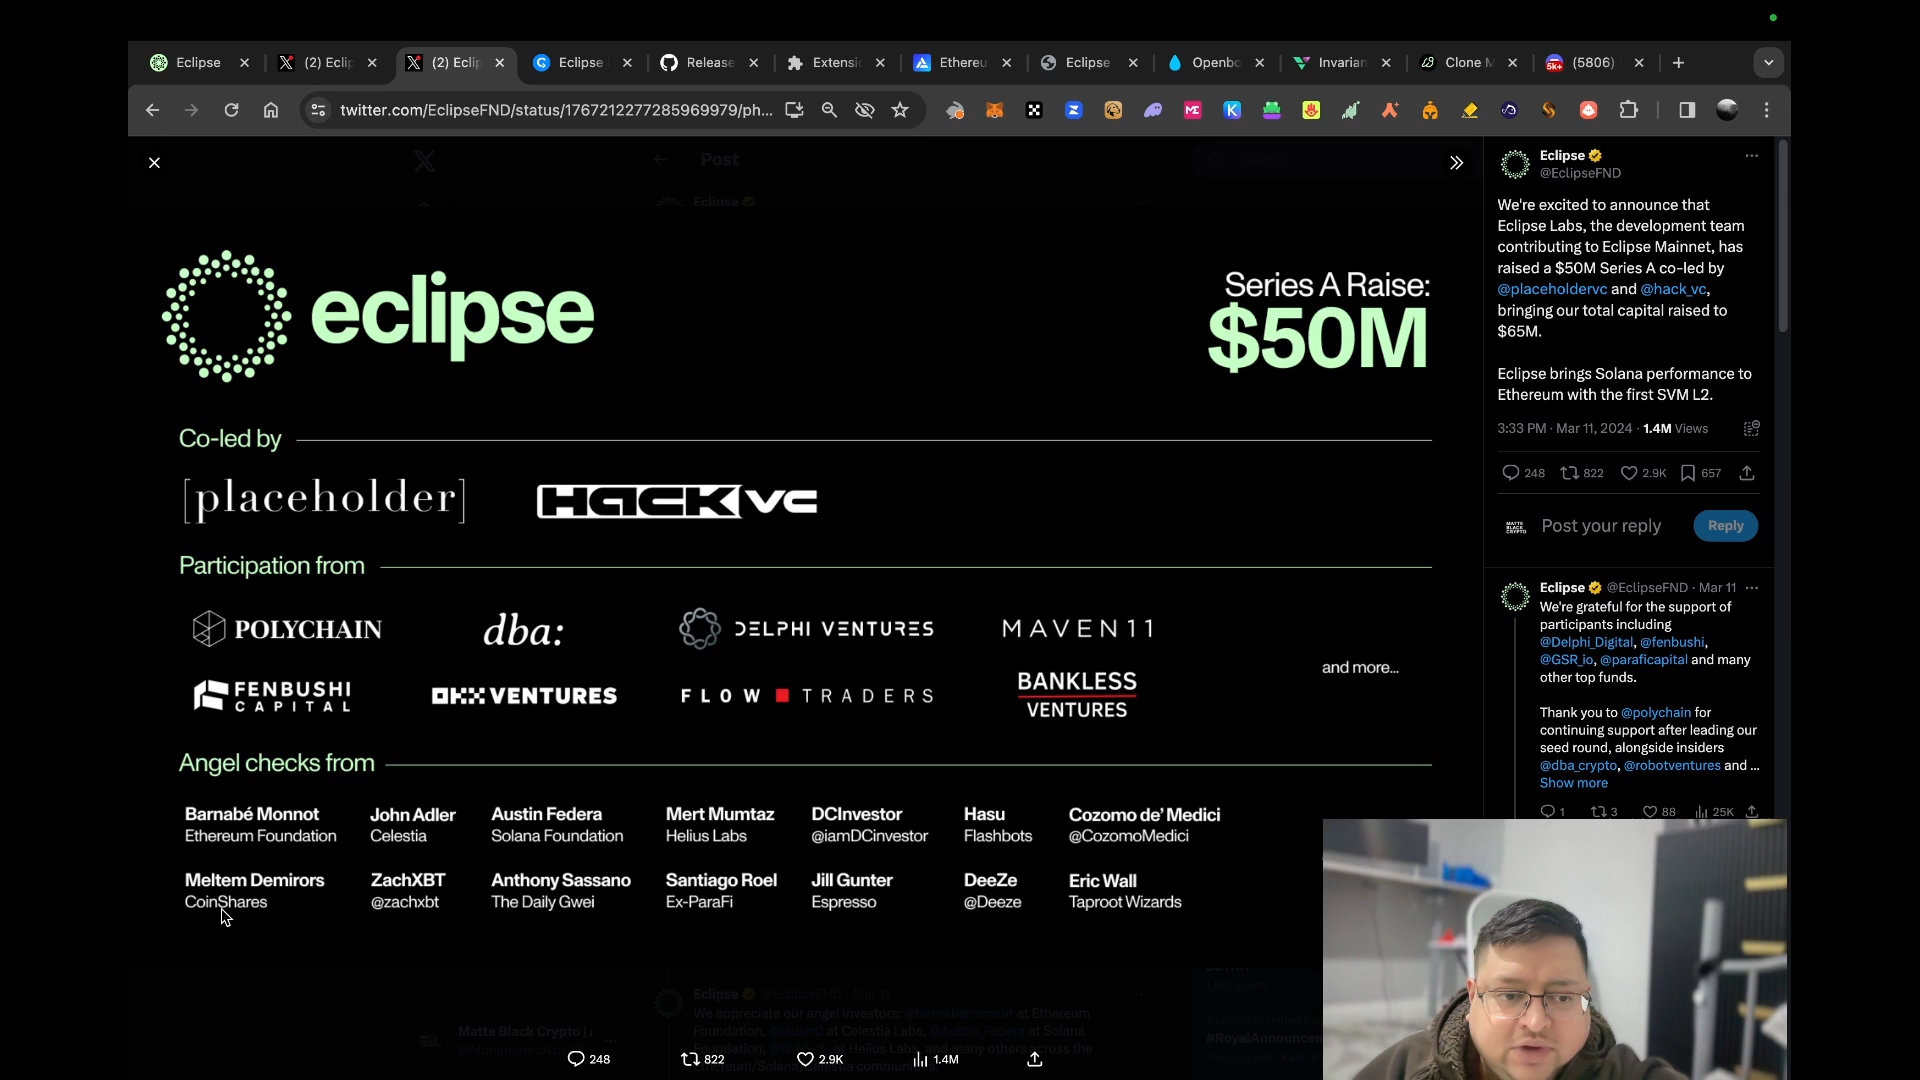 Eclipse
(2) Eclip
(2) Eclip
Eclipse
Release
Extensi
Ethereu
Eclipse
Openbo
Invarian
Clone M
(5806)
twitter.com/EclipseFND/status/1767212277285969979/ph...
Post
eclipse
Series A Raise:
$50M
Co-led by
[placeholder]
HACK VC
Participation from
POLYCHAIN
dba:
DELPHI VENTURES
MAVEN11
FENBUSHI
CAPITAL
OKX VENTURES
FLOW TRADERS
BANKLESS
VENTURES
and more...
Angel checks from
Barnabé Monnot
Ethereum Foundation
John Adler
Celestia
Austin Federa
Solana Foundation
Mert Mumtaz
Helius Labs
DCInvestor
@iamDCinvestor
Hasu
Flashbots
Cozomo de' Medici
@CozomoMedici
Meltem Demirors
CoinShares
ZachXBT
@zachxbt
Anthony Sassano
The Daily Gwei
Santiago Roel
Ex-ParaFi
Jill Gunter
Espresso
DeeZe
@Deeze
Eric Wall
Taproot Wizards
248
822
2.9K
1.4M
Eclipse
@EclipseFND
We're excited to announce that
Eclipse Labs, the development team
contributing to Eclipse Mainnet, has
raised a $50M Series A co-led by
@placeholdervc and @hack_vc,
bringing our total capital raised to
$65M.
Eclipse brings Solana performance to
Ethereum with the first SVM L2.
3:33 PM · Mar 11, 2024 · 1.4M Views
248
822
2.9K
657
MATTE
BLACK
CRYPTO
Post your reply
Reply
Eclipse @EclipseFND · Mar 11
We're grateful for the support of
participants including
@Delphi_Digital, @fenbushi,
@GSR_io, @paraficapital and many
other top funds.
Thank you to @polychain for
continuing support after leading our
seed round, alongside insiders
@dba_crypto, @robotventures and ...
Show more
1
3
88
25K